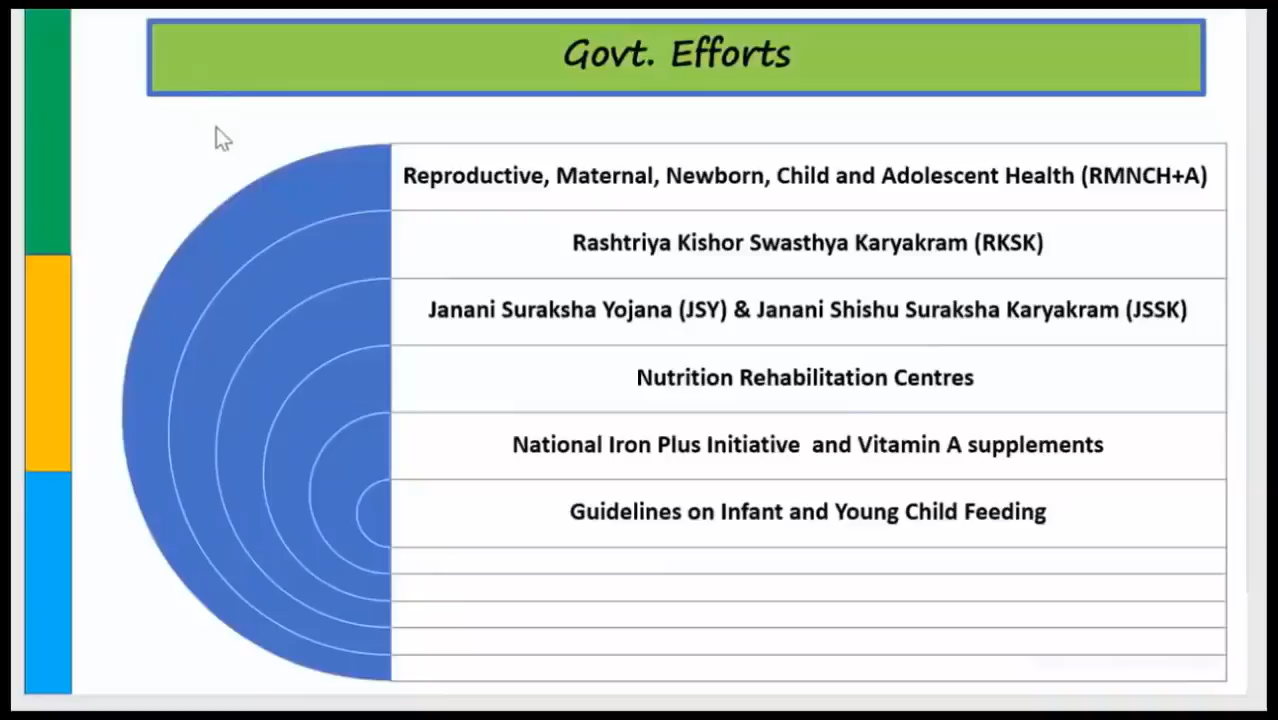 Govt. Efforts
Reproductive, Maternal, Newborn, Child and Adolescent Health (RMNCH+A)
Rashtriya Kishor Swasthya Karyakram (RKSK)
Janani Suraksha Yojana (JSY) & Janani Shishu Suraksha Karyakram (JSSK)
Nutrition Rehabilitation Centres
National Iron Plus Initiative and Vitamin A supplements
Guidelines on Infant and Young Child Feeding